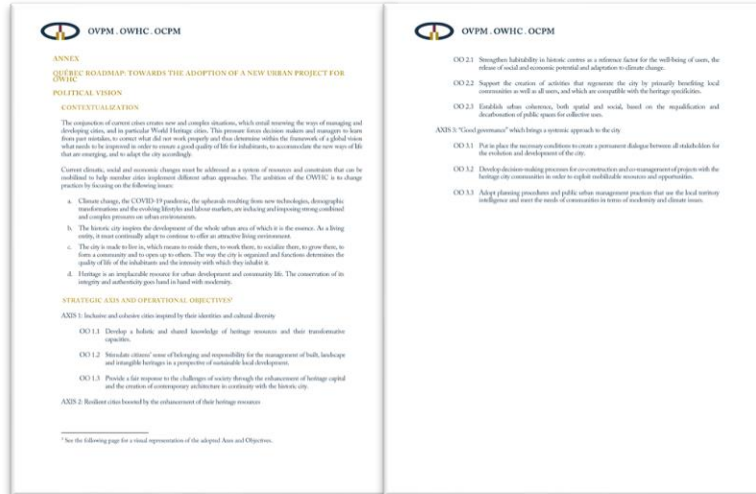 OVPM . OWHC . OCPM
ANNEX
QUÉBEC ROADMAP: TOWARDS THE ADOPTION OF A NEW URBAN PROJECT FOR
OWHC
POLITICAL VISION
CONTEXTUALIZATION
The conjunction of current crises creates new and complex situations, which entail renewing the ways of managing and
developing cities, and in particular World Heritage cities. This pressure forces decision makers and managers to learn
from past mistakes, to correct what did not work properly and thus determine within the framework of a global vision
what needs to be improved in order to ensure a good quality of life for inhabitants, to accommodate the new ways of life
that are emerging, and to adapt the city accordingly.
Current climatic, social and economic changes must be addressed as a system of resources and constraints that can be
mobilized to help member cities implement different urban approaches. The ambition of the OWHC is to change
practices by focusing on the following issues:
a. Climate change, the COVID-19 pandemic, the upheavals resulting from new technologies, demographic
transformations and the evolving lifestyles and labour markets, are inducing and imposing strong combined
and complex pressures on urban environments.
b. The historic city inspires the development of the whole urban area of which it is the essence. As a living
entity, it must continually adapt to continue to offer an attractive living environment.
c. The city is made to live in, which means to reside there, to work there, to socialize there, to grow there, to
form a community and to open up to others. The way the city is organized and functions determines the
quality of life of the inhabitants and the intensity with which they inhabit it.
d. Heritage is an irreplaceable resource for urban development and community life. The conservation of its
integrity and authenticity goes hand in hand with modernity.
STRATEGIC AXIS AND OPERATIONAL OBJECTIVES¹
AXIS 1: Inclusive and cohesive cities inspired by their identities and cultural diversity
OO 1.1 Develop a holistic and shared knowledge of heritage resources and their transformative
capacities.
OO 1.2 Stimulate citizens' sense of belonging and responsibility for the management of built, landscape
and intangible heritages in a perspective of sustainable local development.
OO 1.3 Provide a fair response to the challenges of society through the enhancement of heritage capital
and the creation of contemporary architecture in continuity with the historic city.
AXIS 2: Resilient cities boosted by the enhancement of their heritage resources
¹ See the following page for a visual representation of the adopted Axes and Objectives.
OVPM . OWHC . OCPM
OO 2.1 Strengthen habitability in historic centres as a reference factor for the well-being of users, the
release of social and economic potential and adaptation to climate change.
OO 2.2 Support the creation of activities that regenerate the city by primarily benefiting local
communities as well as all users, and which are compatible with the heritage specificities.
OO 2.3 Establish urban coherence, both spatial and social, based on the requalification and
decarbonation of public spaces for collective uses.
AXIS 3: "Good governance" which brings a systemic approach to the city
OO 3.1 Put in place the necessary conditions to create a permanent dialogue between all stakeholders for
the evolution and development of the city.
OO 3.2 Develop decision-making processes for co-construction and co-management of projects with the
heritage city communities in order to exploit mobilizable resources and opportunities.
OO 3.3 Adopt planning procedures and public urban management practices that use the local territory
intelligence and meet the needs of communities in terms of modernity and climate issues.